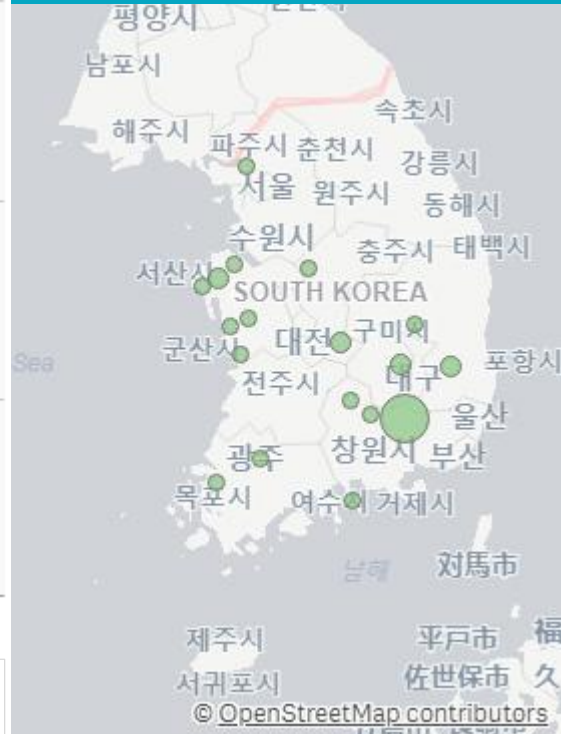 평양시
남포시
속초시
해주시
파주시 춘천시
강릉시
서울 원주시
동해시
수원시
충주시 태백시
서산시
SOUTH KOREA
구미시
대전
군산시
대구
포항시
Sea
전주시
울산
창원시 부산
광주
목포시
여수시 거제시
남해
対馬市
제주시
平戸市
福
서귀포시
佐世保市 久
© OpenStreetMap contributors